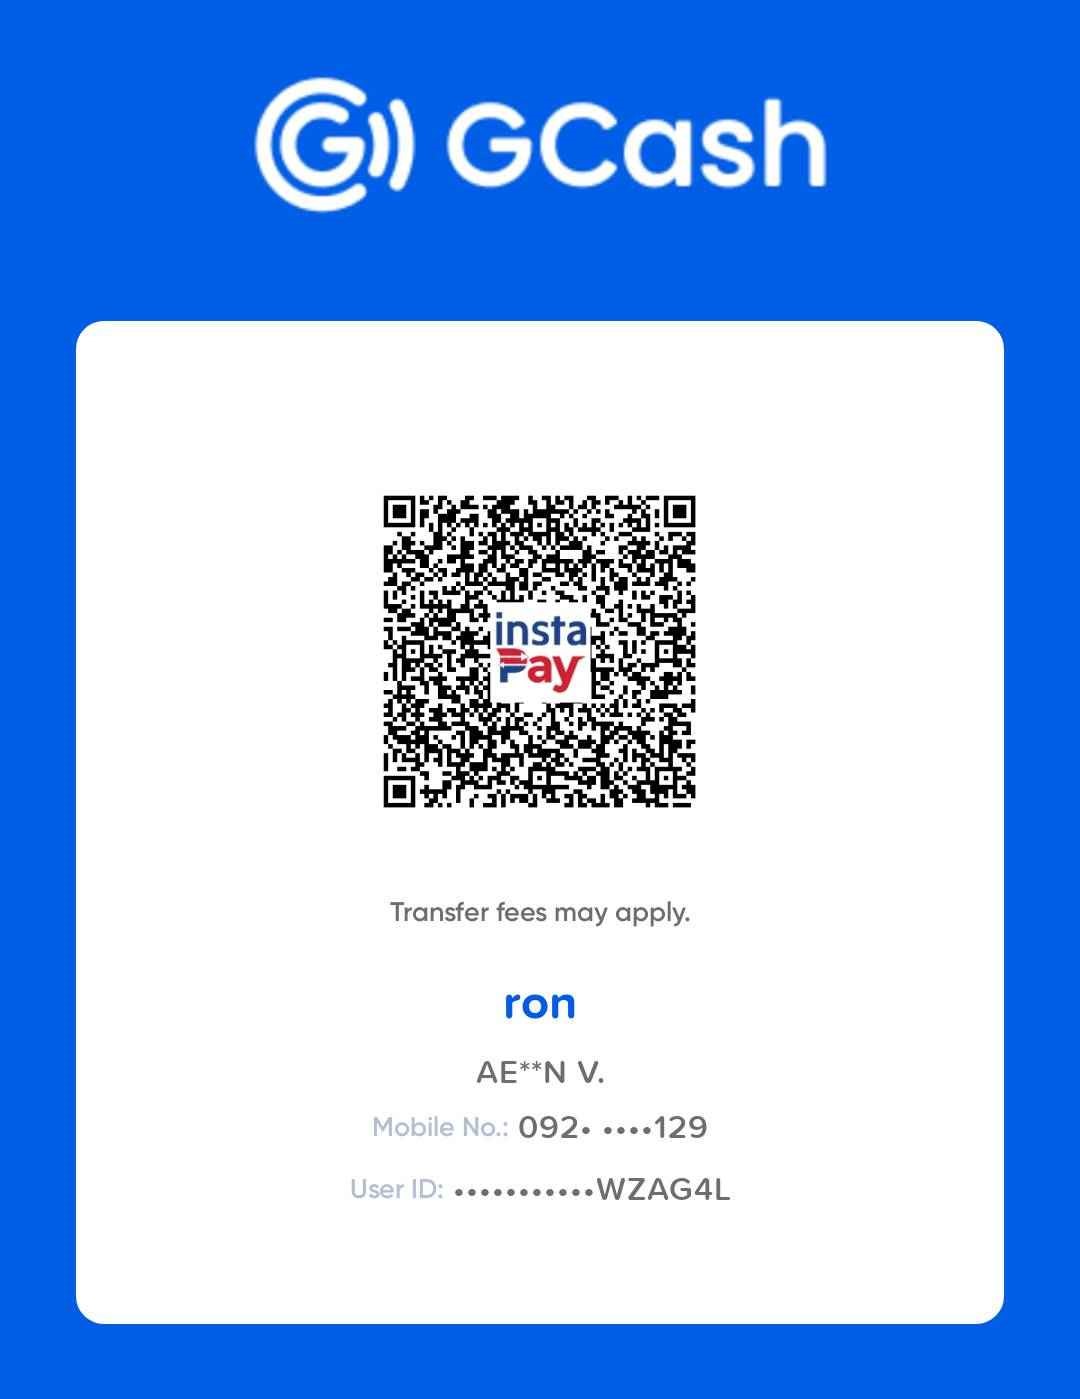 GCash
insta
Pay
Transfer fees may apply.
ron
AE**N V.
Mobile No.: 092• ••••129
User ID: •••••••••••WZAG4L